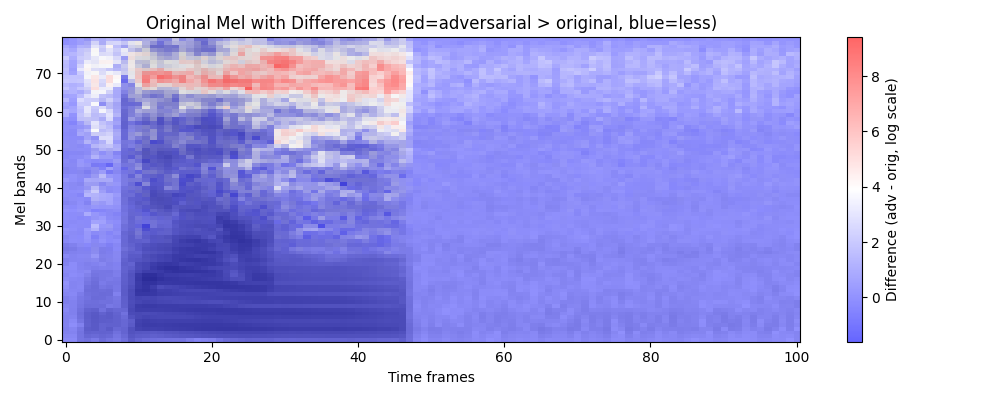 Original Mel with Differences (red=adversarial > original, blue=less)
Mel bands
70
60
50
40
30
20
10
0
0 20 40 60 80 100
Time frames
8
6
4
2
0
Difference (adv - orig, log scale)